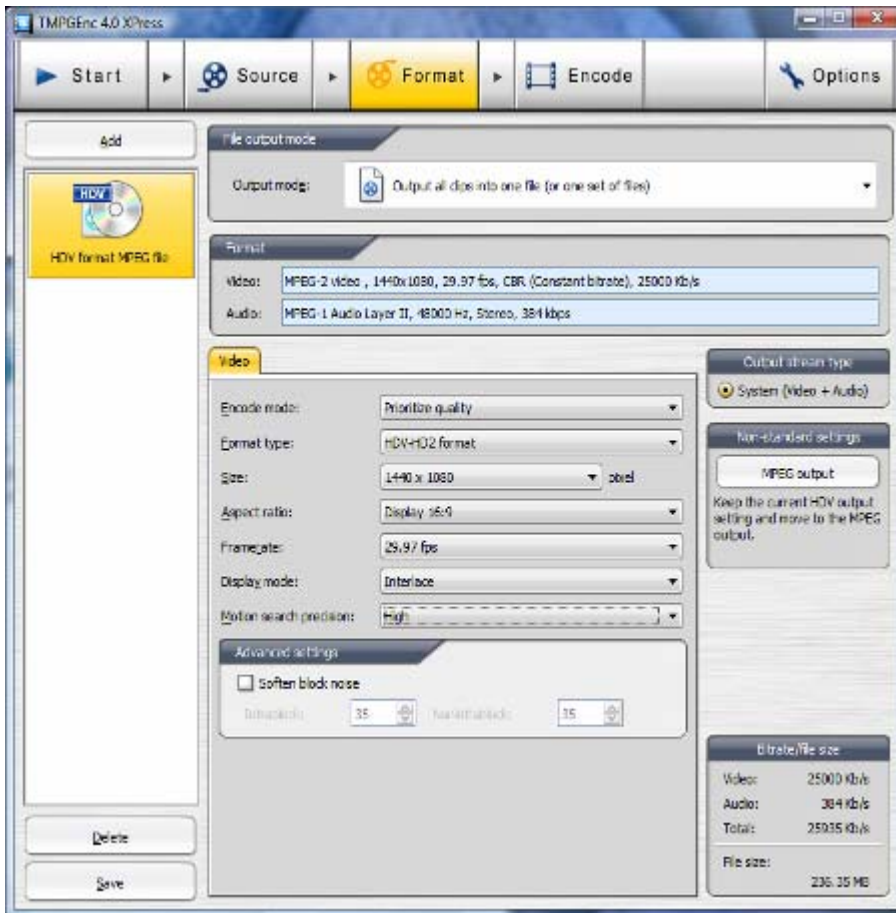 TMPGEnc 4.0 XPress
Start
Source
Format
Encode
Options
Add
HDV
HDV format MPEG file
Delete
Save
File output mode
Output mode:
Output all clips into one file (or one set of files)
Format
Video:
MPEG-2 video , 1440x1080, 29.97 fps, CBR (Constant bitrate), 25000 Kb/s
Audio:
MPEG-1 Audio Layer II, 48000 Hz, Stereo, 384 kbps
Video
Encode mode:
Prioritize quality
Format type:
HDV-HD2 format
Size:
1440 x 1080
pixel
Aspect ratio:
Display 16:9
Framerate:
29.97 fps
Display mode:
Interlace
Motion search precision:
High
Advanced settings
Soften block noise
35
35
Output stream type
System (Video + Audio)
Non-standard settings
MPEG output
Keep the current HDV output
setting and move to the MPEG
output.
Bitrate/file size
Video: 25000 Kb/s
Audio: 384 Kb/s
Total: 25935 Kb/s
File size:
236.35 MB